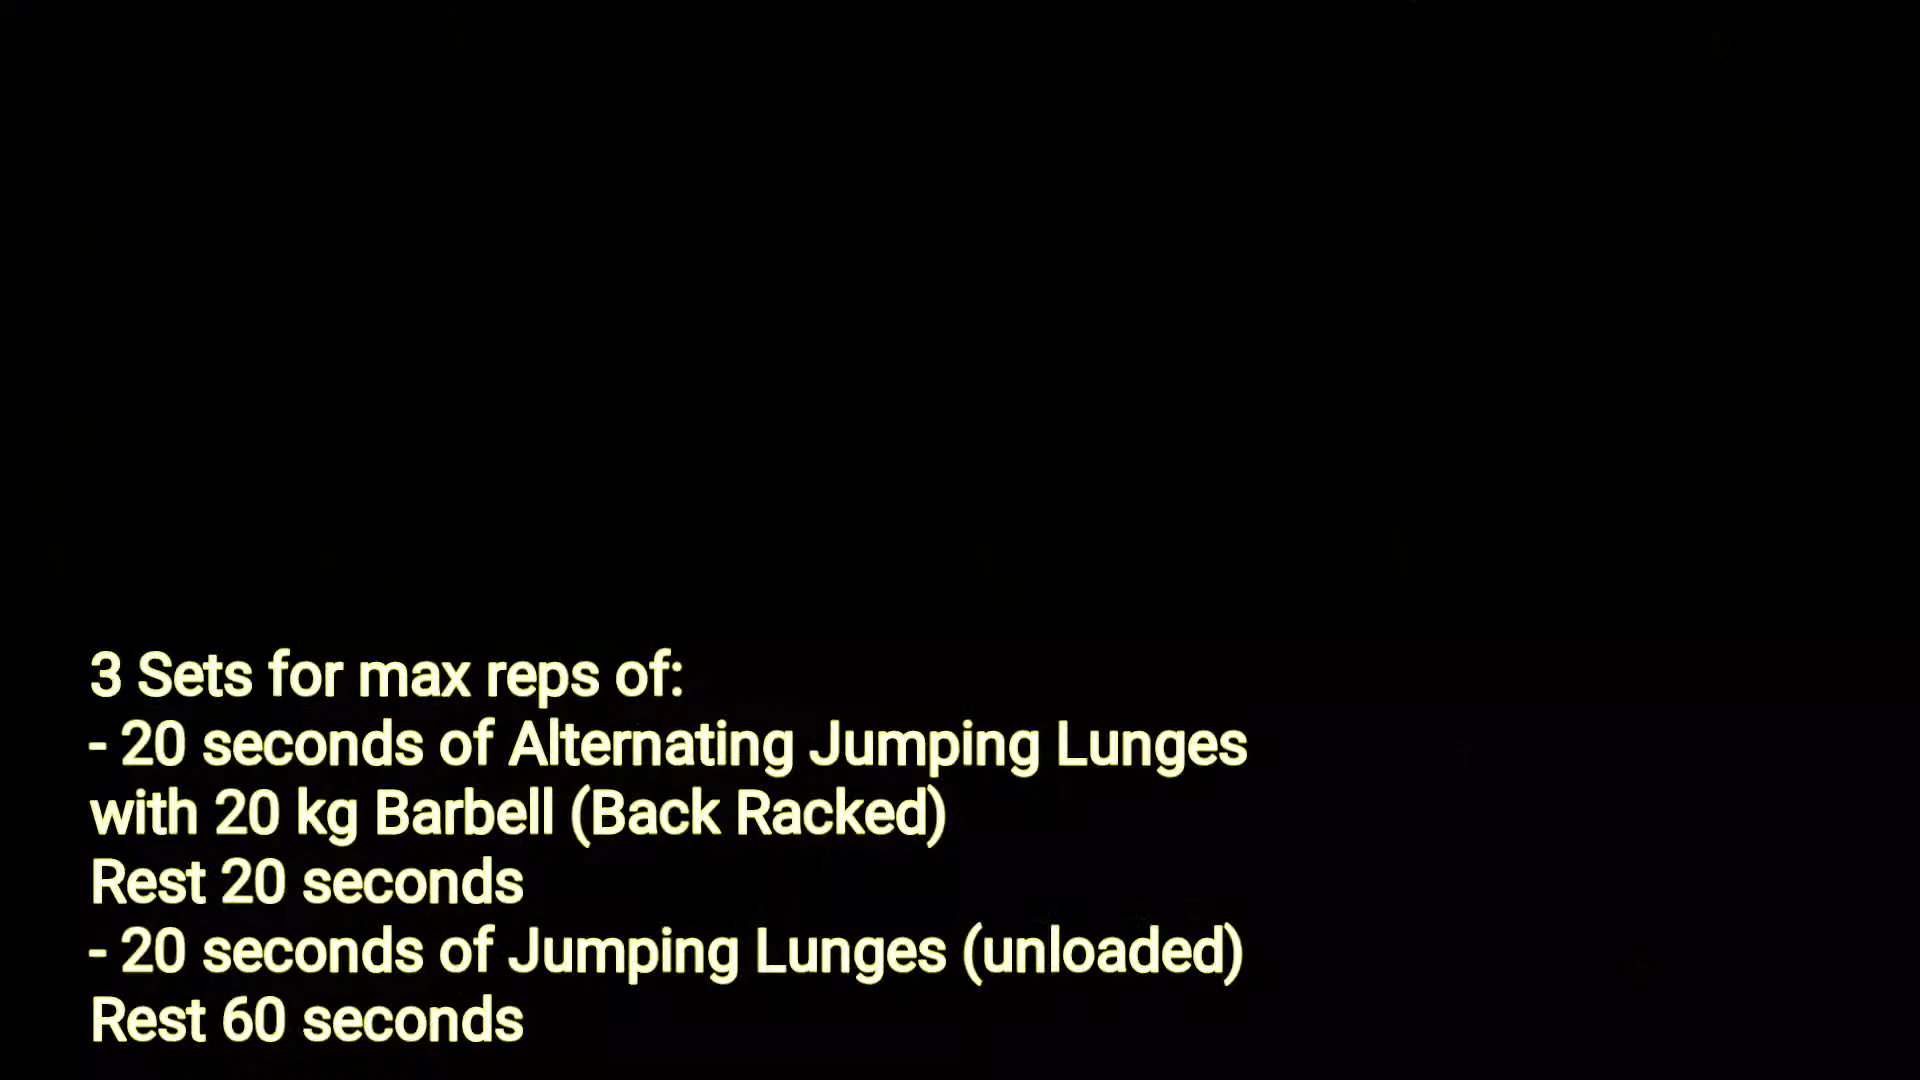 3 Sets for max reps of:
- 20 seconds of Alternating Jumping Lunges
with 20 kg Barbell (Back Racked)
Rest 20 seconds
- 20 seconds of Jumping Lunges (unloaded)
Rest 60 seconds